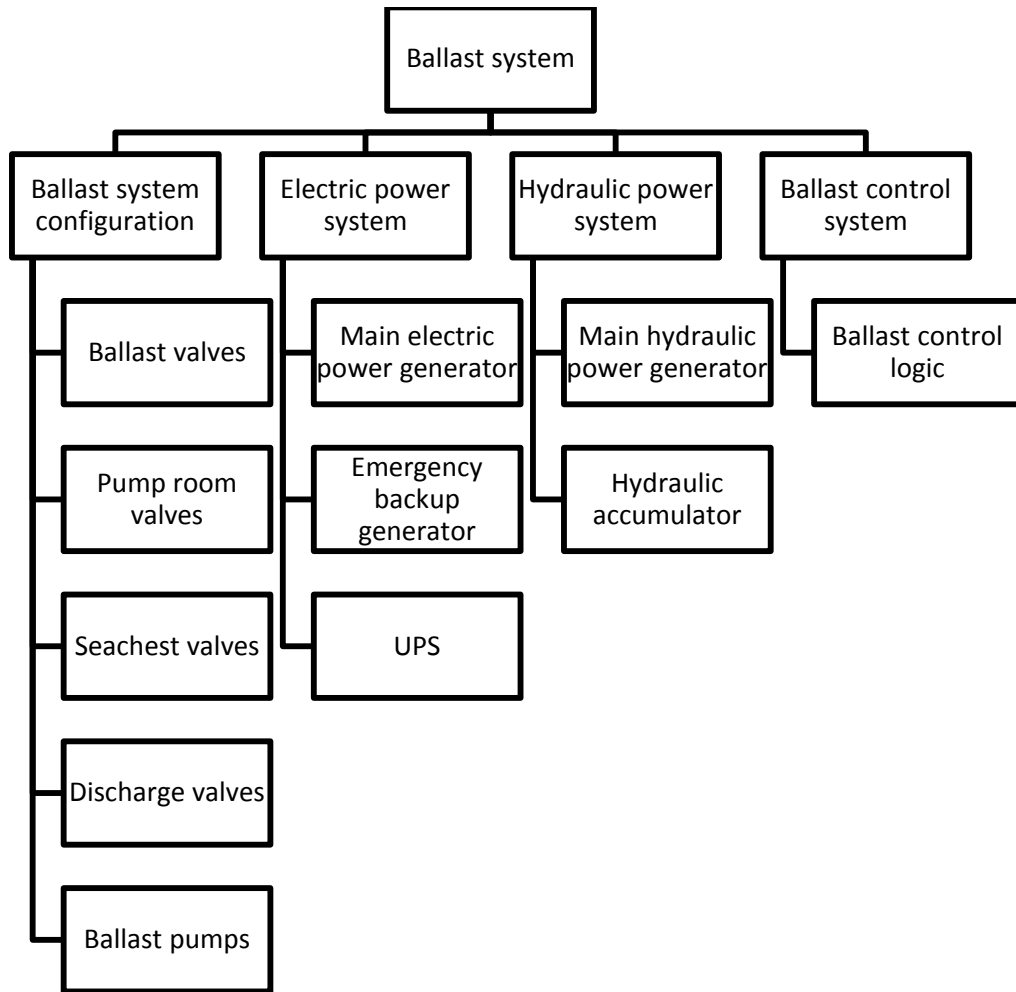 Ballast system
Ballast system
configuration
Electric power
system
Hydraulic power
system
Ballast control
system
Ballast valves
Main electric
power generator
Main hydraulic
power generator
Ballast control
logic
Pump room
valves
Emergency
backup
generator
Hydraulic
accumulator
Seachest valves
UPS
Discharge valves
Ballast pumps